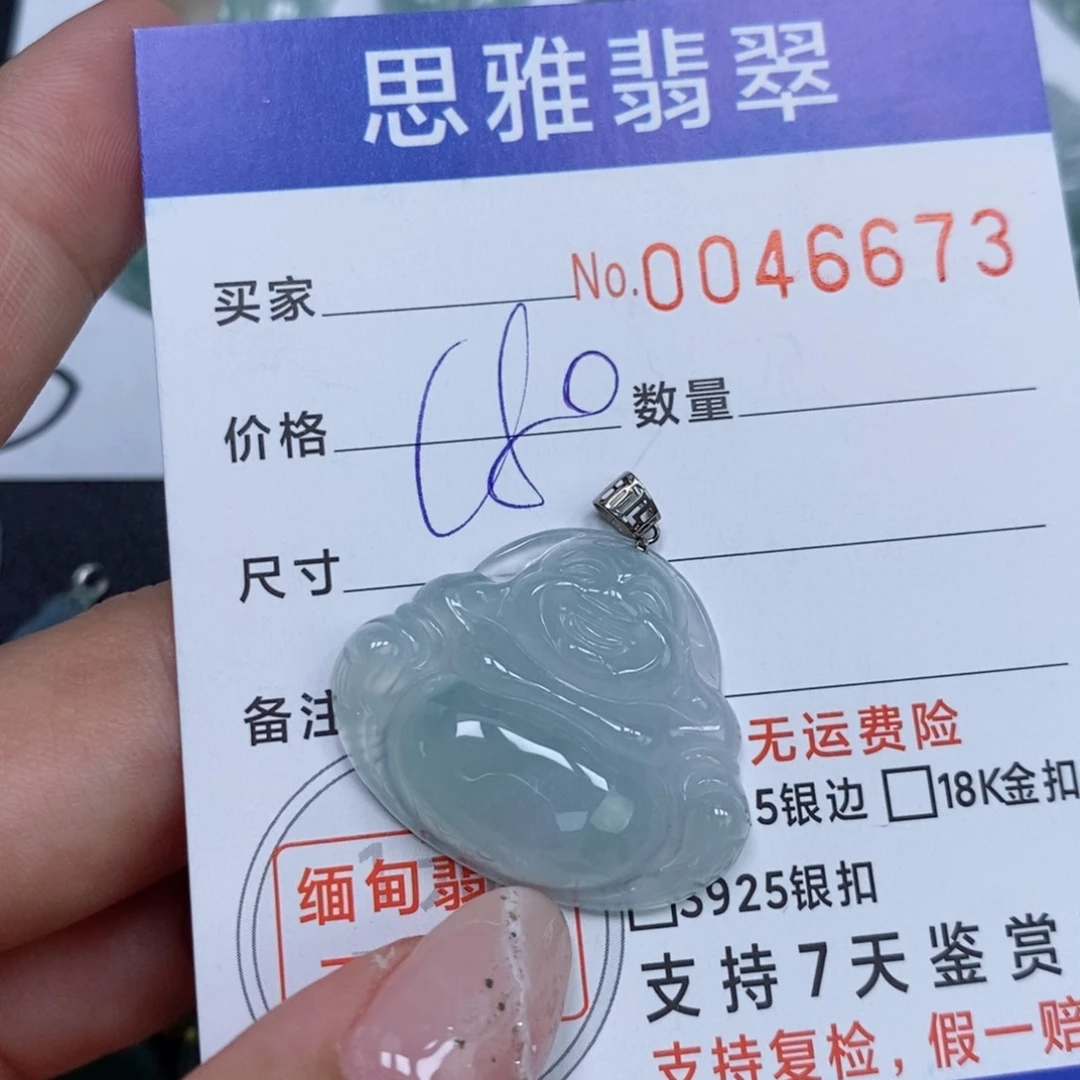 思雅翡翠
买家 No.0046673
价格 680 数量
尺寸
备注
无运费险
5银边 □18K金扣
缅甸翡
□S925银扣
支持7天鉴赏
支持复检，假一赔